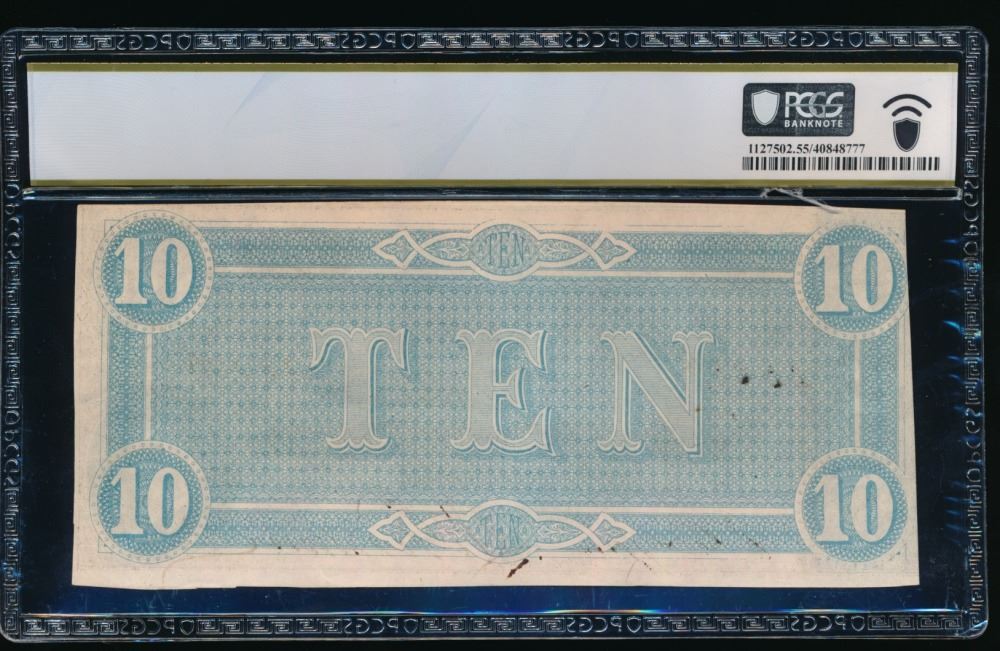 PCGS
BANKNOTE
1127502.55/40848777
10 TEN 10
TEN
10 TEN 10